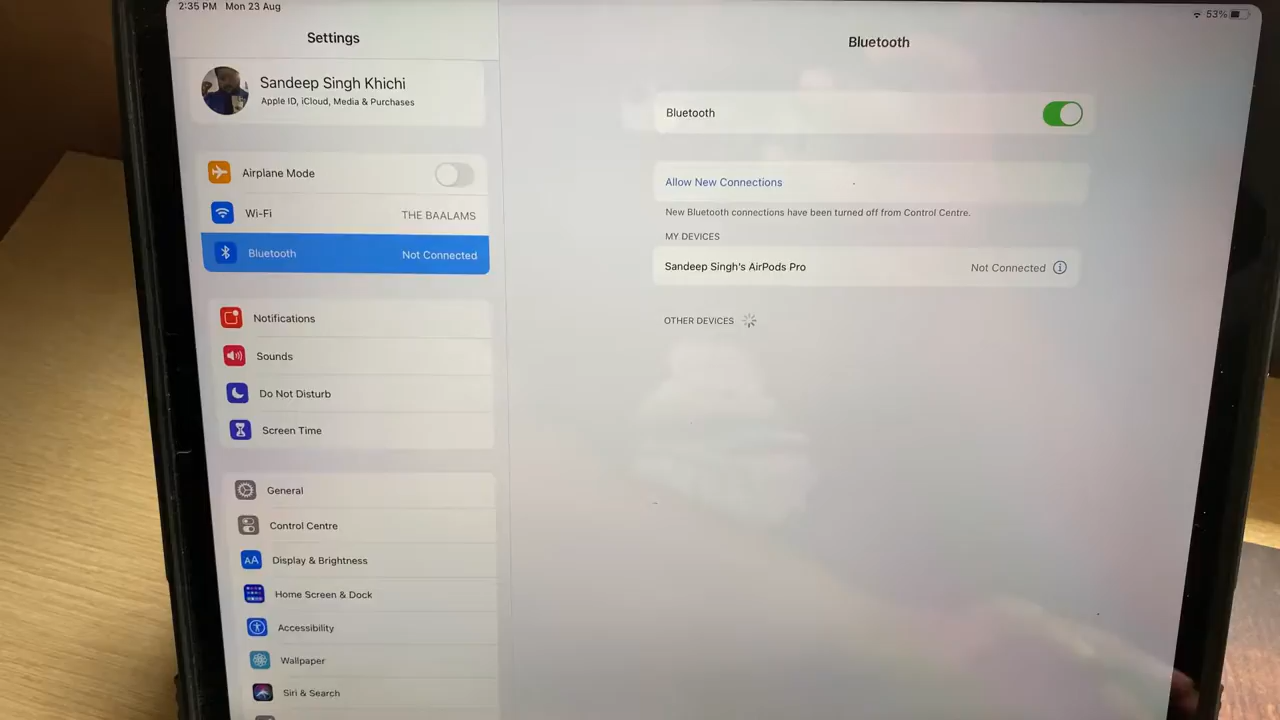 2:35 PM Mon 23 Aug
53%
Settings
Sandeep Singh Khichi
Apple ID, iCloud, Media & Purchases
Airplane Mode
Wi-Fi THE BAALAMS
Bluetooth Not Connected
Notifications
Sounds
Do Not Disturb
Screen Time
General
Control Centre
AA Display & Brightness
Home Screen & Dock
Accessibility
Wallpaper
Siri & Search
Bluetooth
Bluetooth
Allow New Connections
New Bluetooth connections have been turned off from Control Centre.
MY DEVICES
Sandeep Singh's AirPods Pro Not Connected
OTHER DEVICES